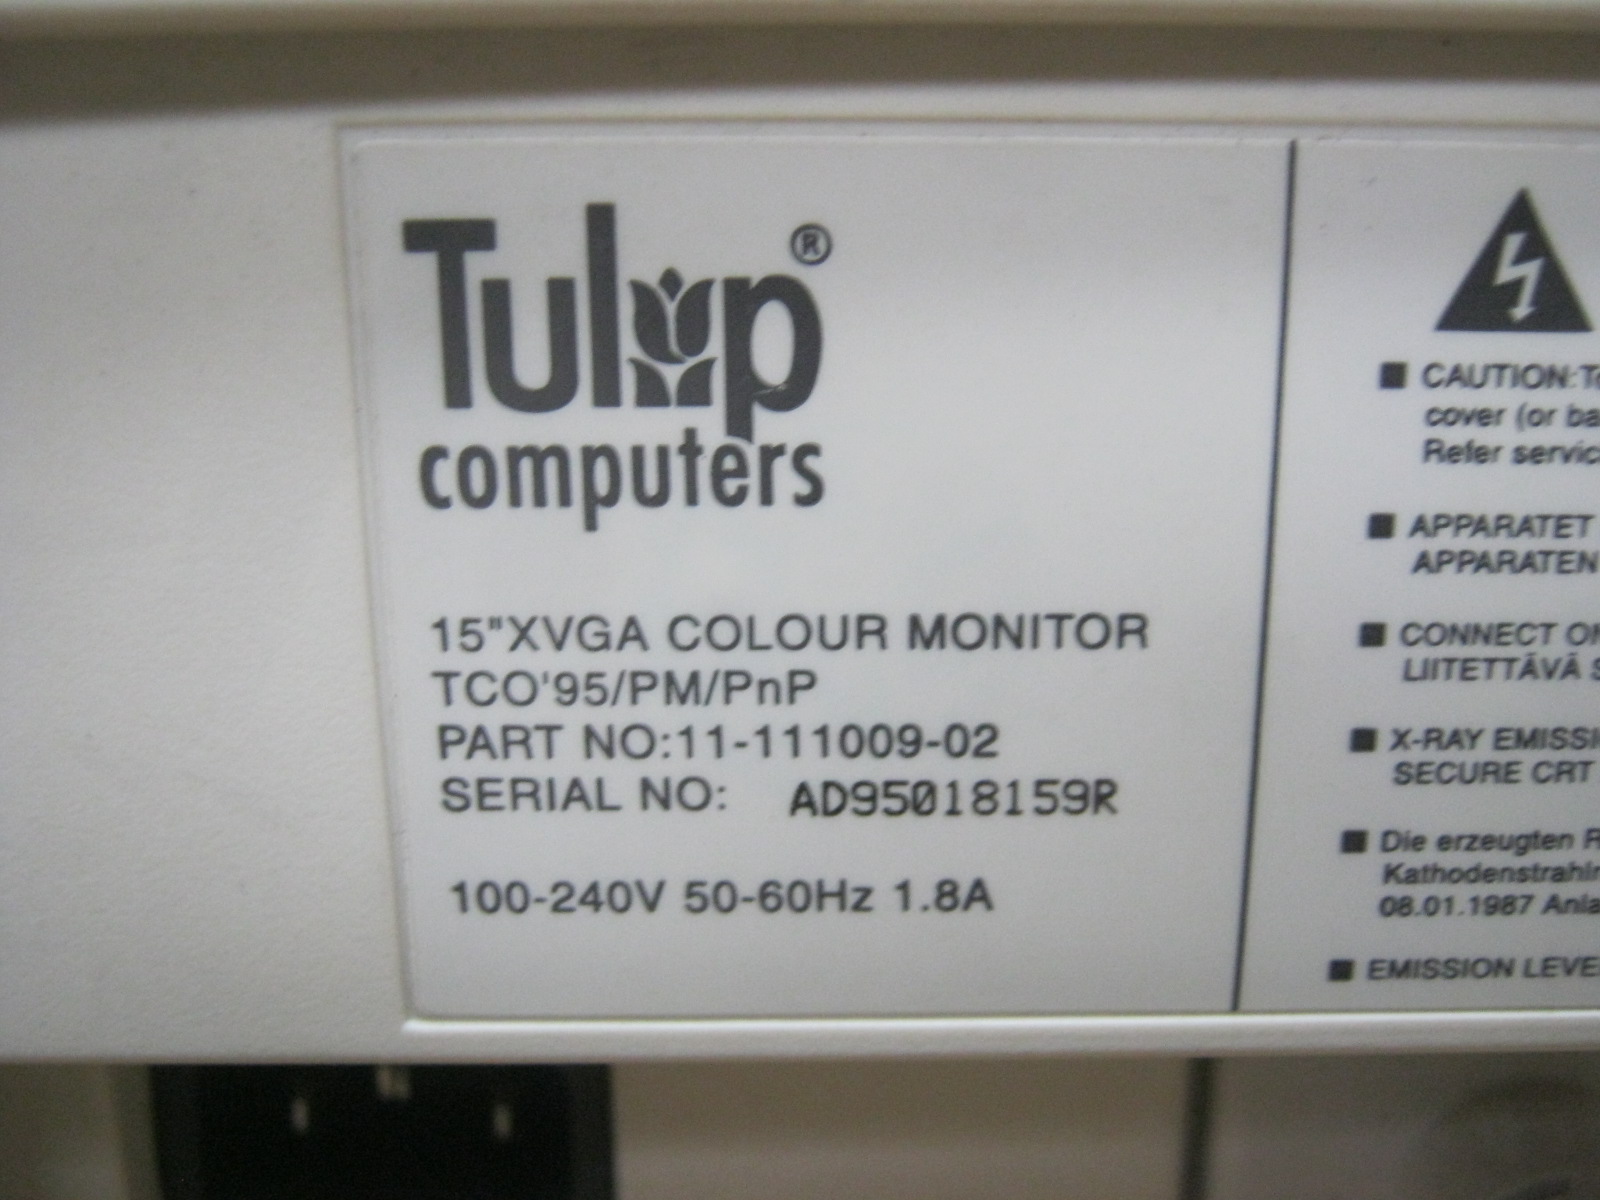 Tulip®
computers
15"XVGA COLOUR MONITOR
TCO'95/PM/PnP
PART NO:11-111009-02
SERIAL NO: AD95018159R
100-240V 50-60Hz 1.8A
CAUTION:
cover (or
Refer
APPARATET
APPARATEN
CONNECT
LIITETTÄVÄ
X-RAY
SECURE CRT
Die erzeugten
08.01.1987
EMISSION